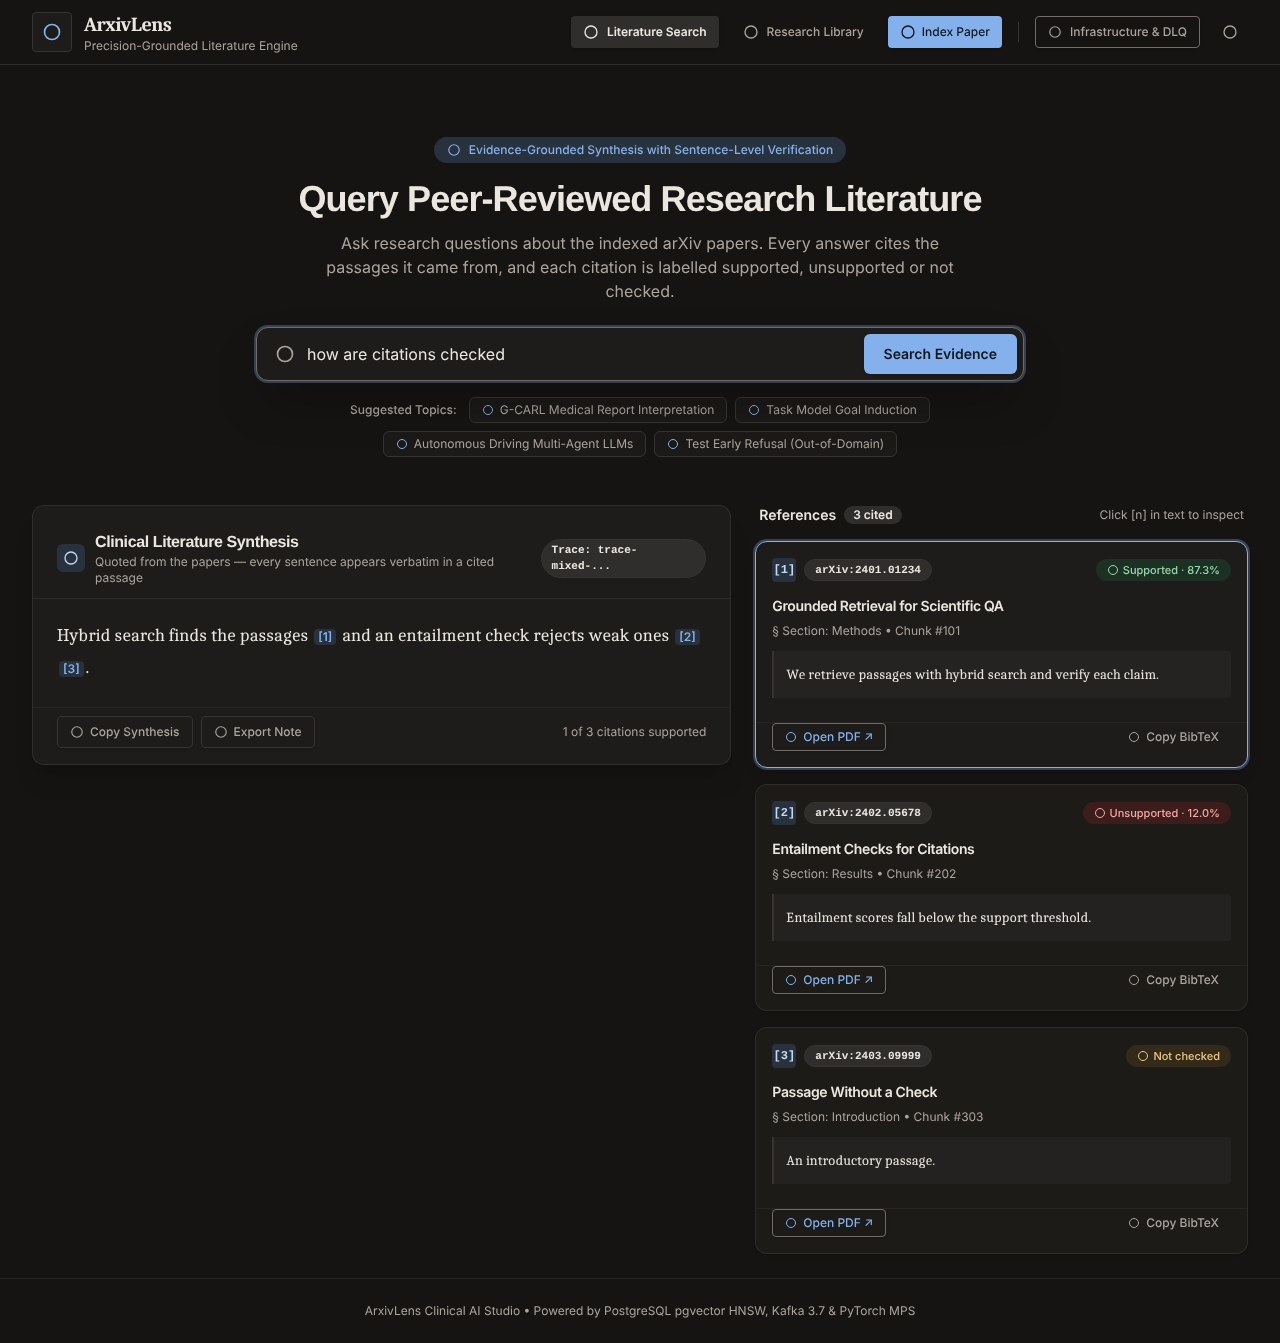 ArxivLens
Precision-Grounded Literature Engine
Literature Search
Research Library
Index Paper
Infrastructure & DLQ
Evidence-Grounded Synthesis with Sentence-Level Verification
Query Peer-Reviewed Research Literature
Ask research questions about the indexed arXiv papers. Every answer cites the
passages it came from, and each citation is labelled supported, unsupported or not
checked.
how are citations checked
Search Evidence
Suggested Topics:
G-CARL Medical Report Interpretation
Task Model Goal Induction
Autonomous Driving Multi-Agent LLMs
Test Early Refusal (Out-of-Domain)
Clinical Literature Synthesis
Quoted from the papers — every sentence appears verbatim in a cited
passage
Trace: trace-
mixed-...
Hybrid search finds the passages [1] and an entailment check rejects weak ones [2]
[3].
Copy Synthesis
Export Note
1 of 3 citations supported
References
3 cited
Click [n] in text to inspect
[1]
arXiv:2401.01234
Supported · 87.3%
Grounded Retrieval for Scientific QA
§ Section: Methods • Chunk #101
We retrieve passages with hybrid search and verify each claim.
Open PDF ↗
Copy BibTeX
[2]
arXiv:2402.05678
Unsupported · 12.0%
Entailment Checks for Citations
§ Section: Results • Chunk #202
Entailment scores fall below the support threshold.
Open PDF ↗
Copy BibTeX
[3]
arXiv:2403.09999
Not checked
Passage Without a Check
§ Section: Introduction • Chunk #303
An introductory passage.
Open PDF ↗
Copy BibTeX
ArxivLens Clinical AI Studio • Powered by PostgreSQL pgvector HNSW, Kafka 3.7 & PyTorch MPS